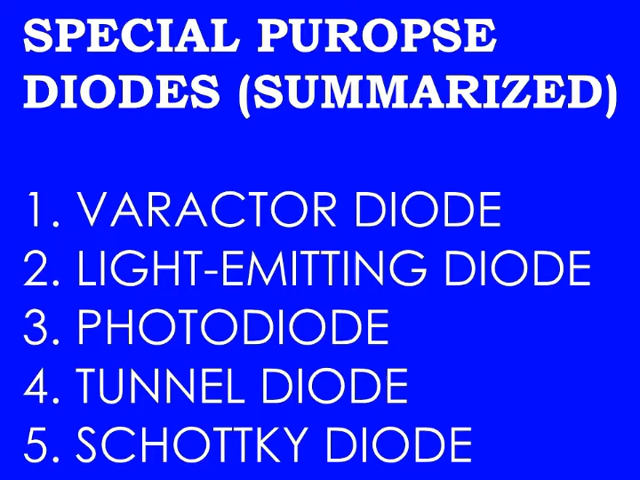 SPECIAL PUROPSE
DIODES (SUMMARIZED)
1. VARACTOR DIODE
2. LIGHT-EMITTING DIODE
3. PHOTODIODE
4. TUNNEL DIODE
5. SCHOTTKY DIODE